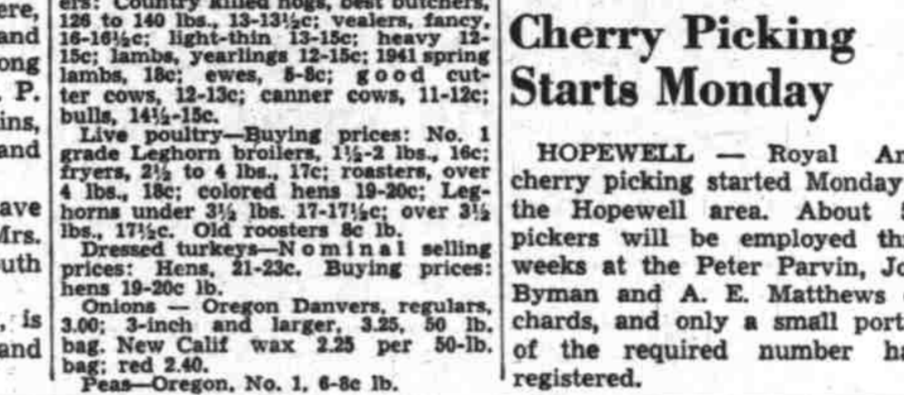 ere,
and
ong
. P.
ins,
and
ave
Mrs.
outh
, is
and
ers: Country killed hogs, best butchers,
126 to 140 lbs., 13-13½c; vealers, fancy,
16-16½c; light-thin 13-15c; heavy 12-
15c; lambs, yearlings 12-15c; 1941 spring
lambs, 18c; ewes, 5-8c; good cut-
ter cows, 12-13c; canner cows, 11-12c;
bulls, 14½-15c.
Live poultry—Buying prices: No. 1
grade Leghorn broilers, 1½-2 lbs., 16c;
fryers, 2½ to 4 lbs., 17c; roasters, over
4 lbs., 18c; colored hens 19-20c; Leg-
horns under 3½ lbs. 17-17½c; over 3½
lbs., 17½c. Old roosters 8c lb.
Dressed turkeys—Nominal selling
prices: Hens, 21-23c. Buying prices:
hens 19-20c lb.
Onions — Oregon Danvers, regulars,
3.00; 3-inch and larger, 3.25, 50 lb.
bag. New Calif wax 2.25 per 50-lb.
bag; red 2.40.
Peas—Oregon, No. 1, 6-8c lb.
Cherry Picking
Starts Monday
HOPEWELL — Royal An
cherry picking started Monday
the Hopewell area. About
pickers will be employed th
weeks at the Peter Parvin, Jo
Byman and A. E. Matthews
chards, and only a small port
of the required number ha
registered.